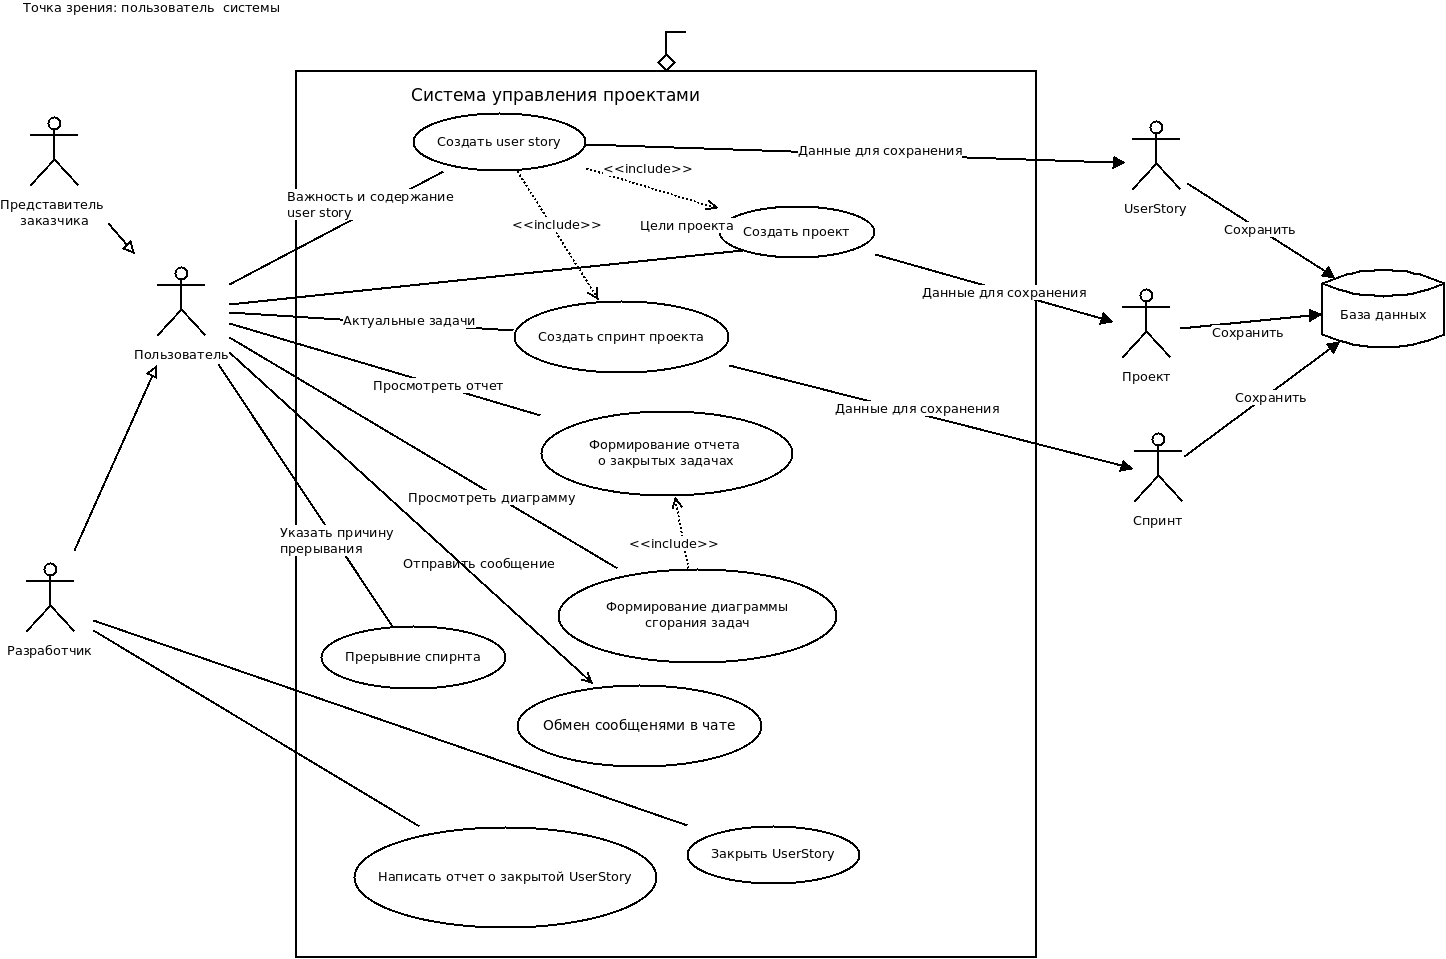 Точка зрения: пользователь  системы
Система управления проектами
Создать user story
Данные для сохранения
<<include>>
Представитель
заказчика
Важность и содержание
user story
UserStory
<<include>>
Цели проекта
Создать проект
Сохранить
Данные для сохранения
База данных
Актуальные задачи
Создать спринт проекта
Сохранить
Пользователь
Проект
Просмотреть отчет
Сохранить
Данные для сохранения
Формирование отчета
о закрытых задачах
Просмотреть диаграмму
Спринт
Указать причину
прерывания
<<include>>
Отправить сообщение
Формирование диаграммы
сгорания задач
Разработчик
Прерывние спирнта
Обмен сообщенями в чате
Закрыть UserStory
Написать отчет о закрытой UserStory